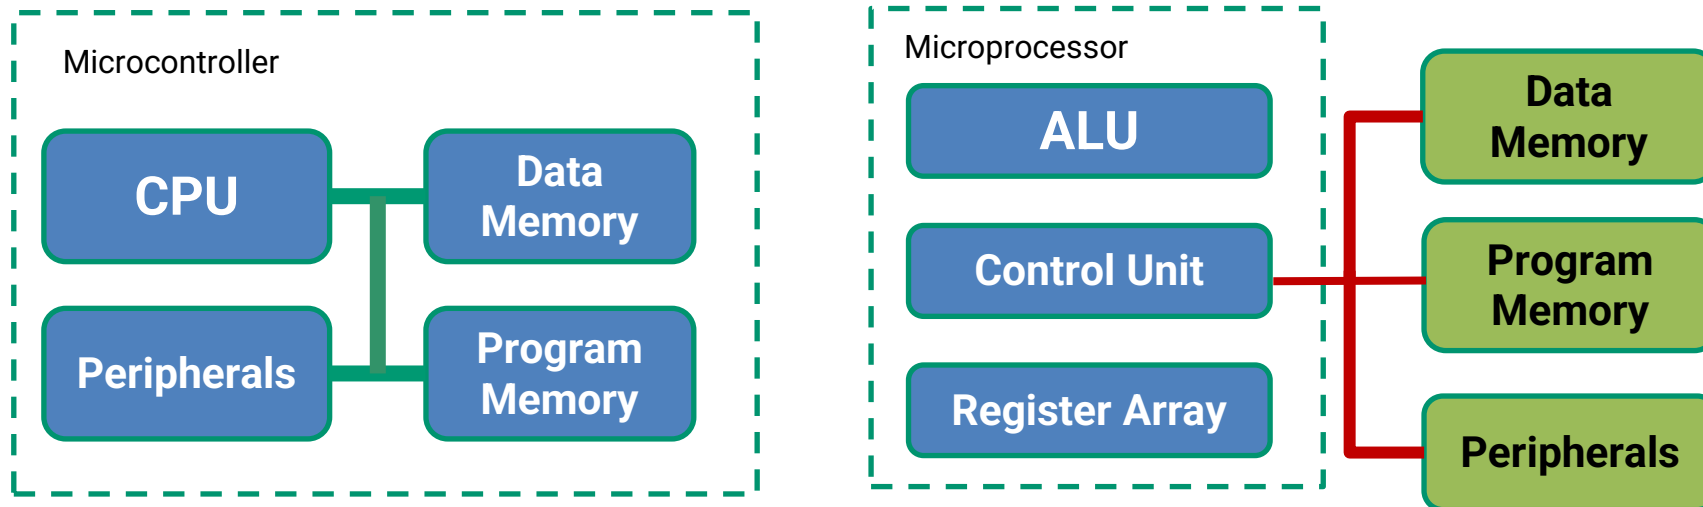 Microcontroller
CPU
Data
Memory
Peripherals
Program
Memory
Microprocessor
ALU
Control Unit
Register Array
Data
Memory
Program
Memory
Peripherals